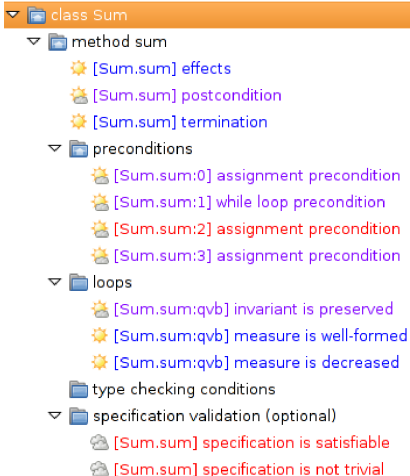 class Sum
method sum
[Sum.sum] effects
[Sum.sum] postcondition
[Sum.sum] termination
preconditions
[Sum.sum:0] assignment precondition
[Sum.sum:1] while loop precondition
[Sum.sum:2] assignment precondition
[Sum.sum:3] assignment precondition
loops
[Sum.sum:qvb] invariant is preserved
[Sum.sum:qvb] measure is well-formed
[Sum.sum:qvb] measure is decreased
type checking conditions
specification validation (optional)
[Sum.sum] specification is satisfiable
[Sum.sum] specification is not trivial